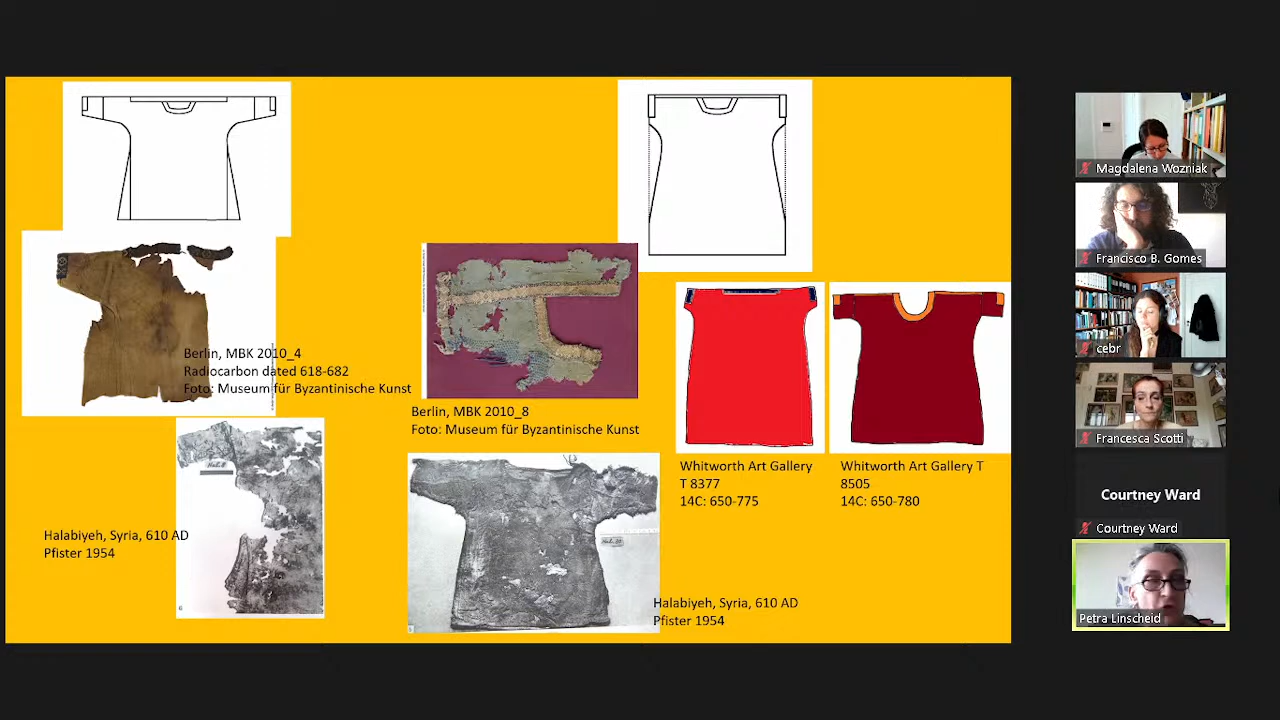 Berlin, MBK 2010_4
Radiocarbon dated 618-682
Foto: Museum für Byzantinische Kunst
Berlin, MBK 2010_8
Foto: Museum für Byzantinische Kunst
Whitworth Art Gallery
T 8377
14C: 650-775
Whitworth Art Gallery T
8505
14C: 650-780
Halabiyeh, Syria, 610 AD
Pfister 1954
Halabiyeh, Syria, 610 AD
Pfister 1954
Magdalena Wozniak
Francisco B. Gomes
cebr
Francesca Scotti
Courtney Ward
Courtney Ward
Petra Linscheid